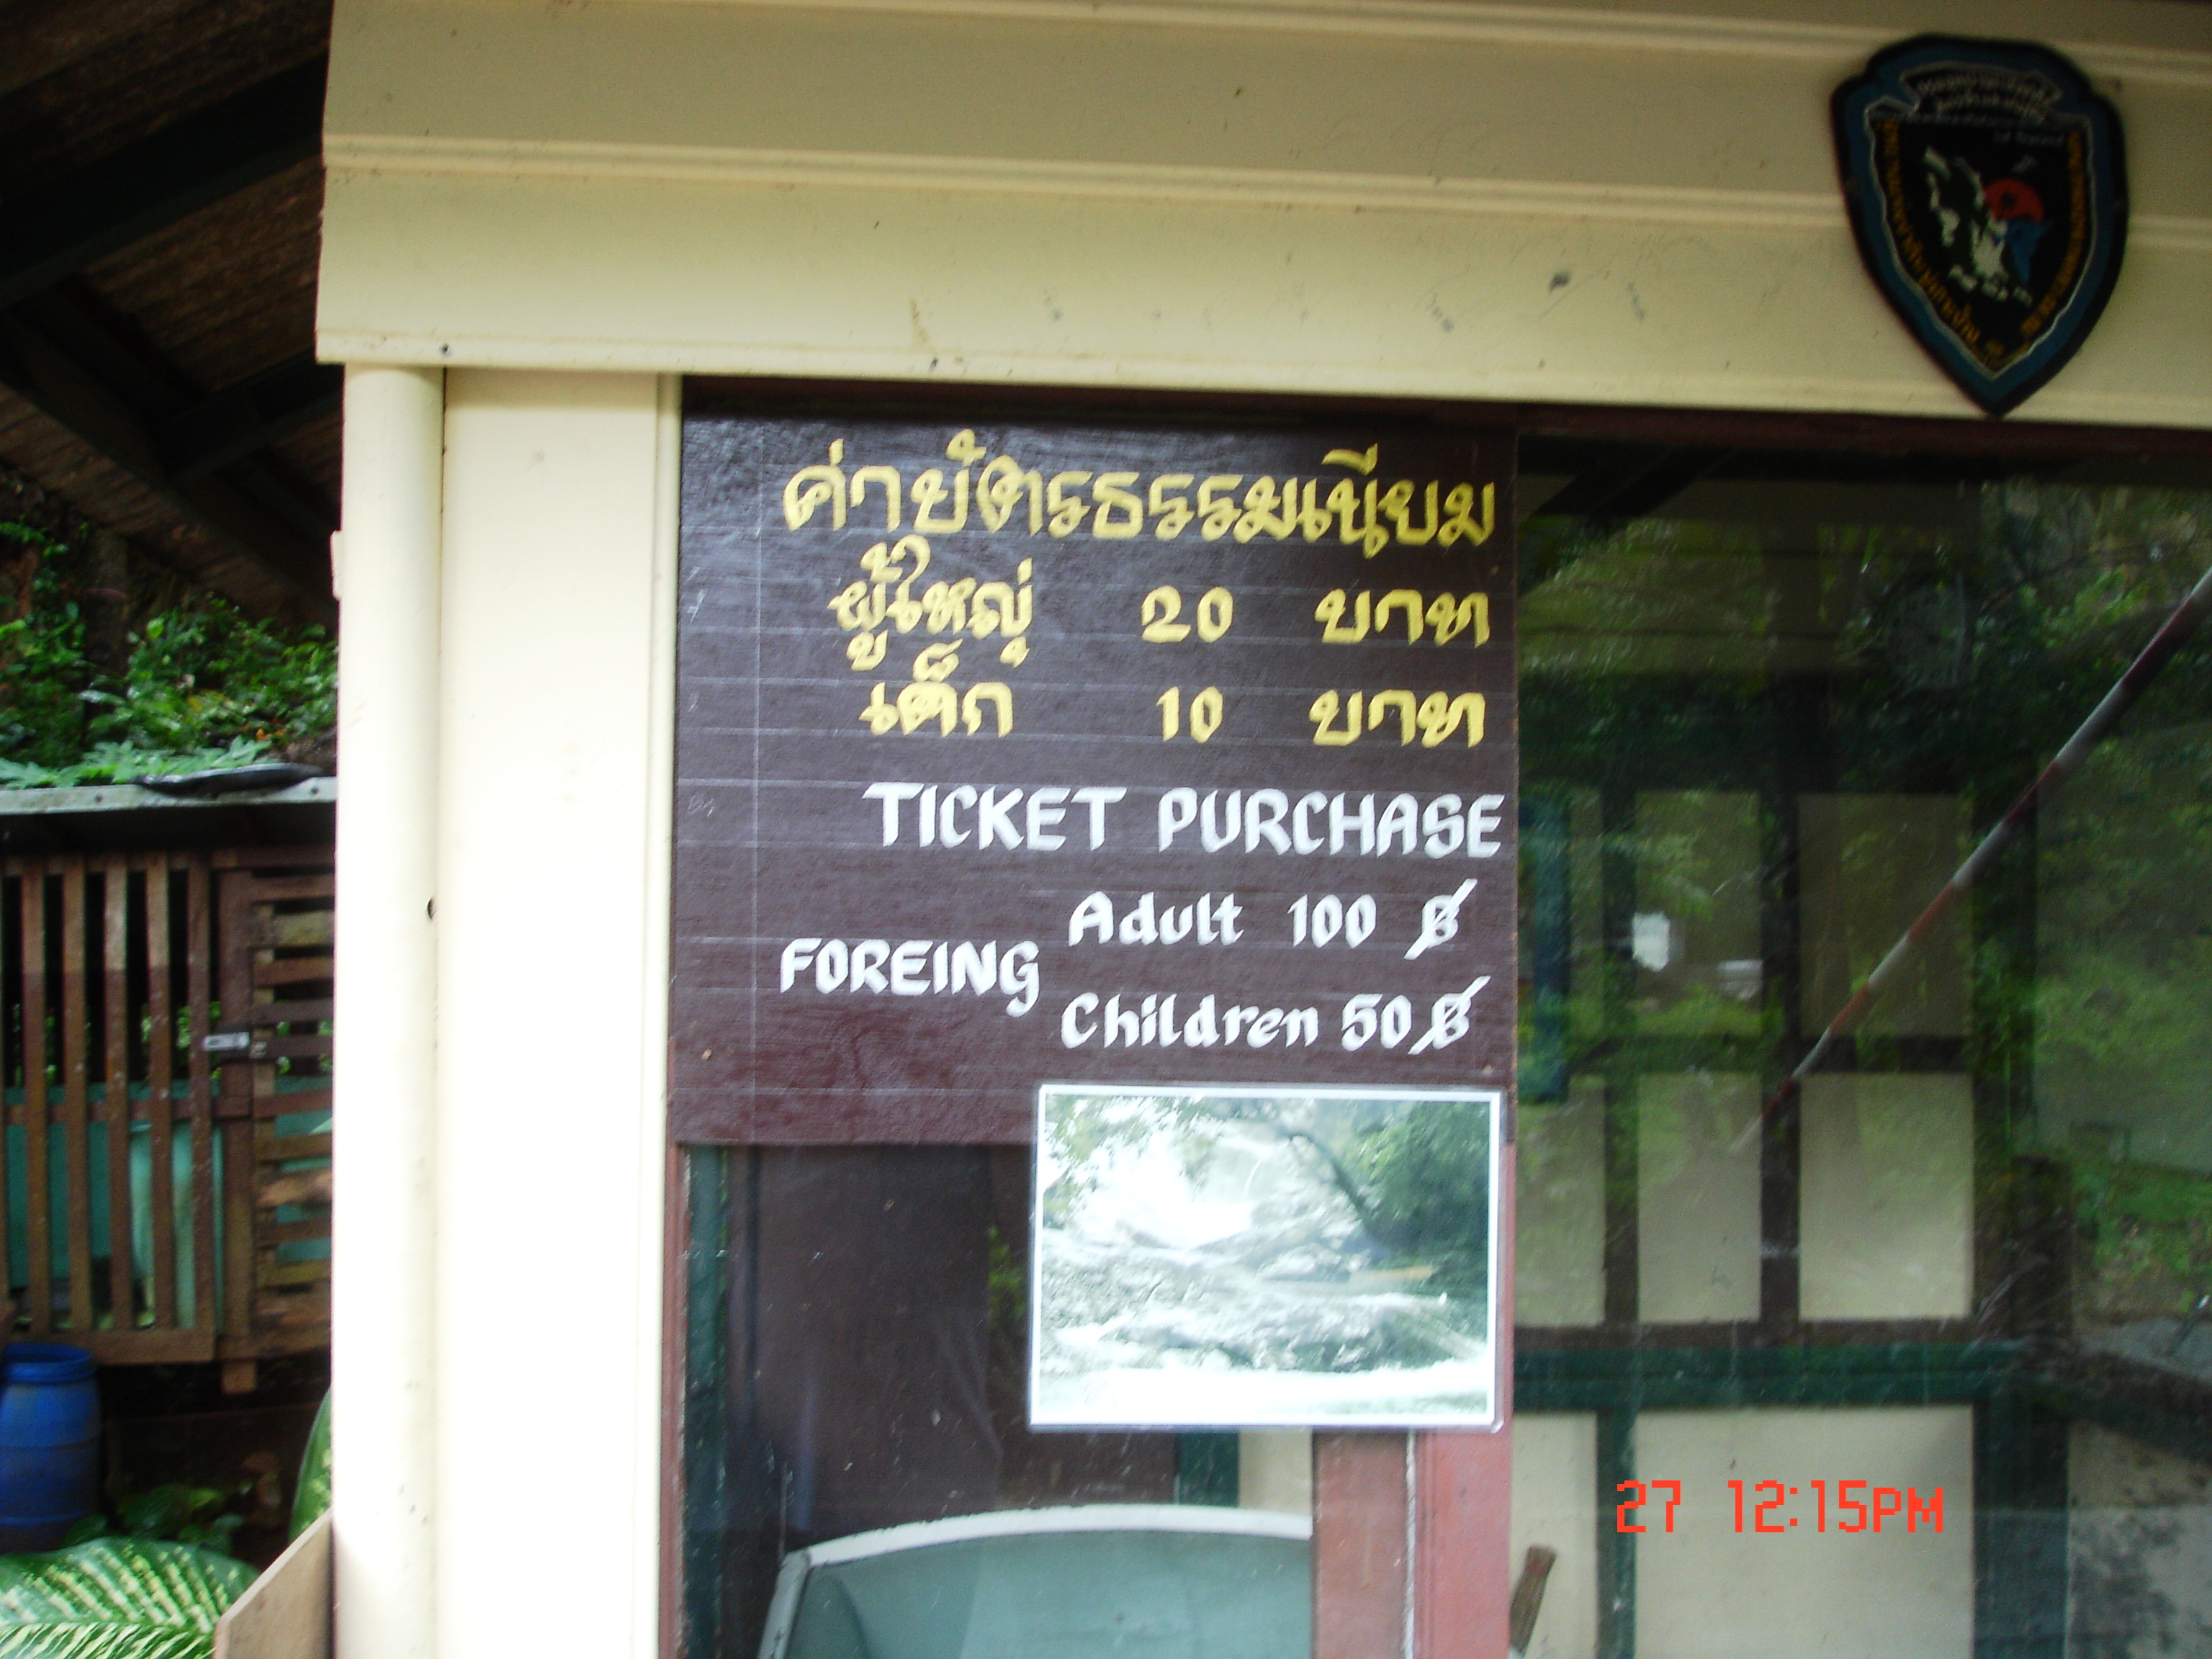 ค่าบัตรธรรมเนียม
ผู้ใหญ่ 20 บาท
เด็ก 10 บาท
TICKET PURCHASE
FOREING
Adult 100 ฿
Children 50 ฿
27 12:15PM